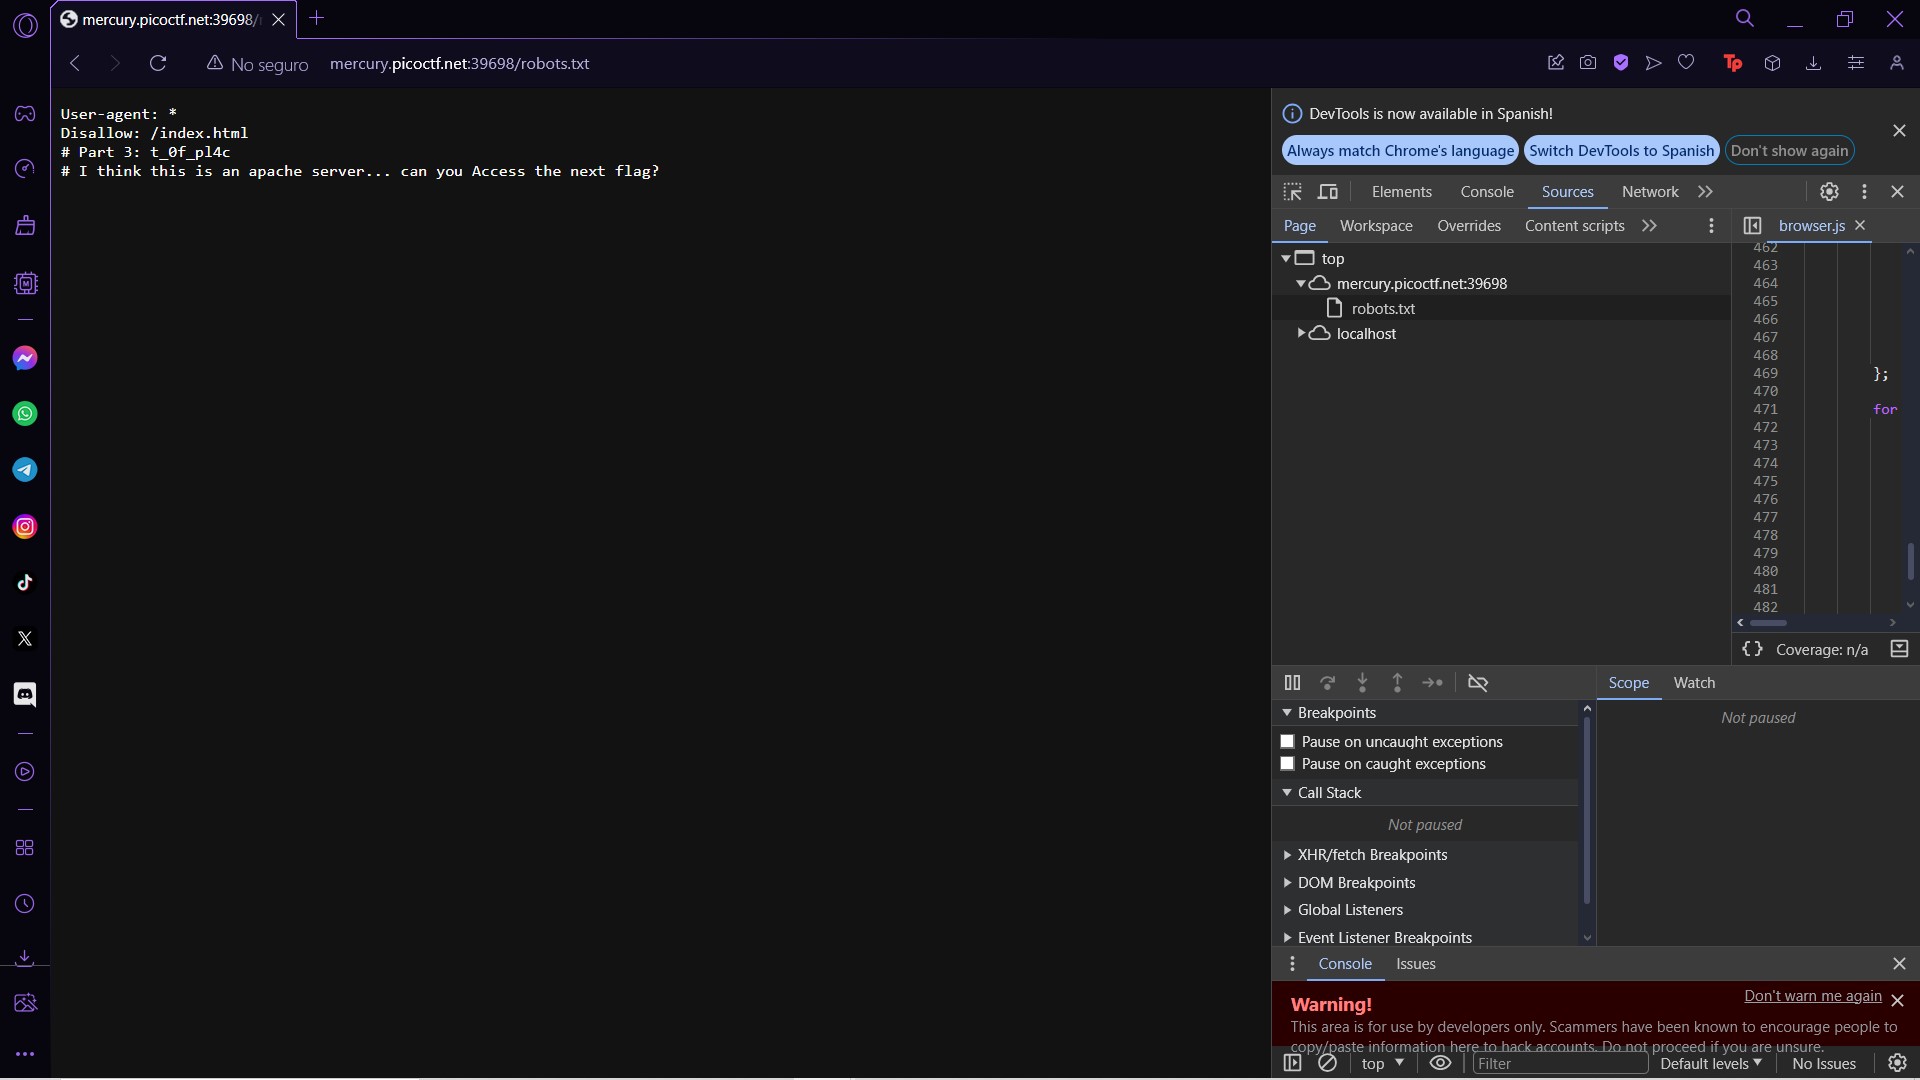 mercury.picoctf.net:39698/
No seguro
mercury.picoctf.net:39698/robots.txt
User-agent: *
Disallow: /index.html
# Part 3: t_0f_pl4c
# I think this is an apache server... can you Access the next flag?
DevTools is now available in Spanish!
Always match Chrome's language
Switch DevTools to Spanish
Don't show again
Elements
Console
Sources
Network
Page
Workspace
Overrides
Content scripts
browser.js
top
mercury.picoctf.net:39698
robots.txt
localhost
462
463
464
465
466
467
468
469 };
470
471 for
472
473
474
475
476
477
478
479
480
481
482
{} Coverage: n/a
Scope
Watch
Breakpoints
Pause on uncaught exceptions
Pause on caught exceptions
Call Stack
Not paused
XHR/fetch Breakpoints
DOM Breakpoints
Global Listeners
Event Listener Breakpoints
Not paused
Console
Issues
Warning!
Don't warn me again
This area is for use by developers only. Scammers have been known to encourage people to
copy/paste information here to hack accounts. Do not proceed if you are unsure.
top
Filter
Default levels
No Issues